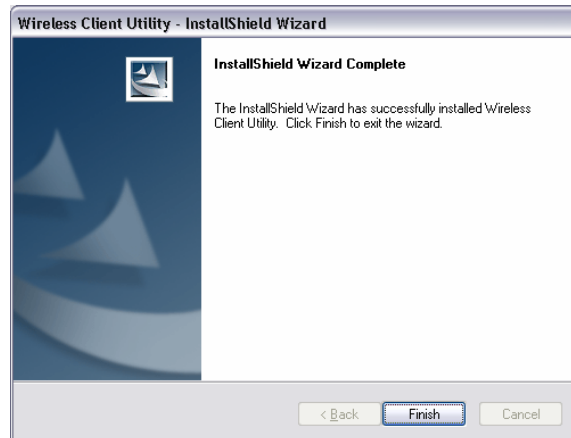 Wireless Client Utility - InstallShield Wizard
InstallShield Wizard Complete
The InstallShield Wizard has successfully installed Wireless
Client Utility. Click Finish to exit the wizard.
< Back
Finish
Cancel